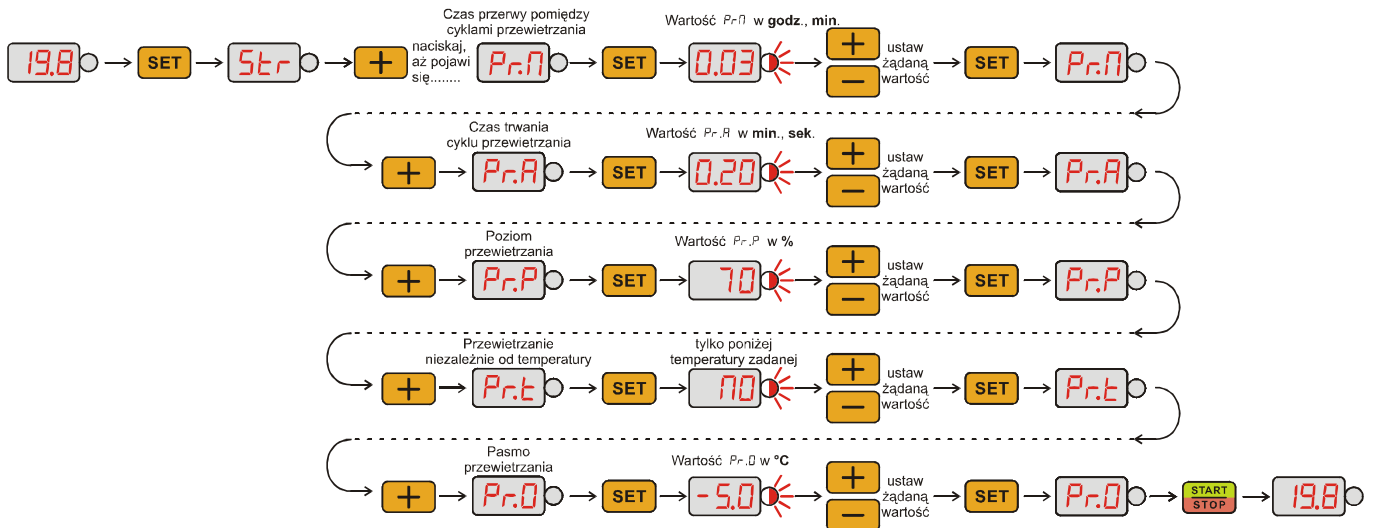 Czas przerwy pomiędzy
cyklami przewietrzania
Wartość Pr.П w godz., min.
19.8 SET Str + naciskaj,
aż pojawi
się........
Pr.П SET 0.03 + − ustaw
żądaną
wartość
SET Pr.П
Czas trwania
cyklu przewietrzania
Wartość Pr.A w min., sek.
+ Pr.A SET 0.20 + − ustaw
żądaną
wartość
SET Pr.A
Poziom
przewietrzania
Wartość Pr.P w %
+ Pr.P SET 70 + − ustaw
żądaną
wartość
SET Pr.P
Przewietrzanie
niezależnie od temperatury
tylko poniżej
temperatury zadanej
+ Pr.t SET ПO + − ustaw
żądaną
wartość
SET Pr.t
Pasmo
przewietrzania
Wartość Pr.0 w °C
+ Pr.0 SET -5.0 + − ustaw
żądaną
wartość
SET Pr.0 START
STOP
19.8